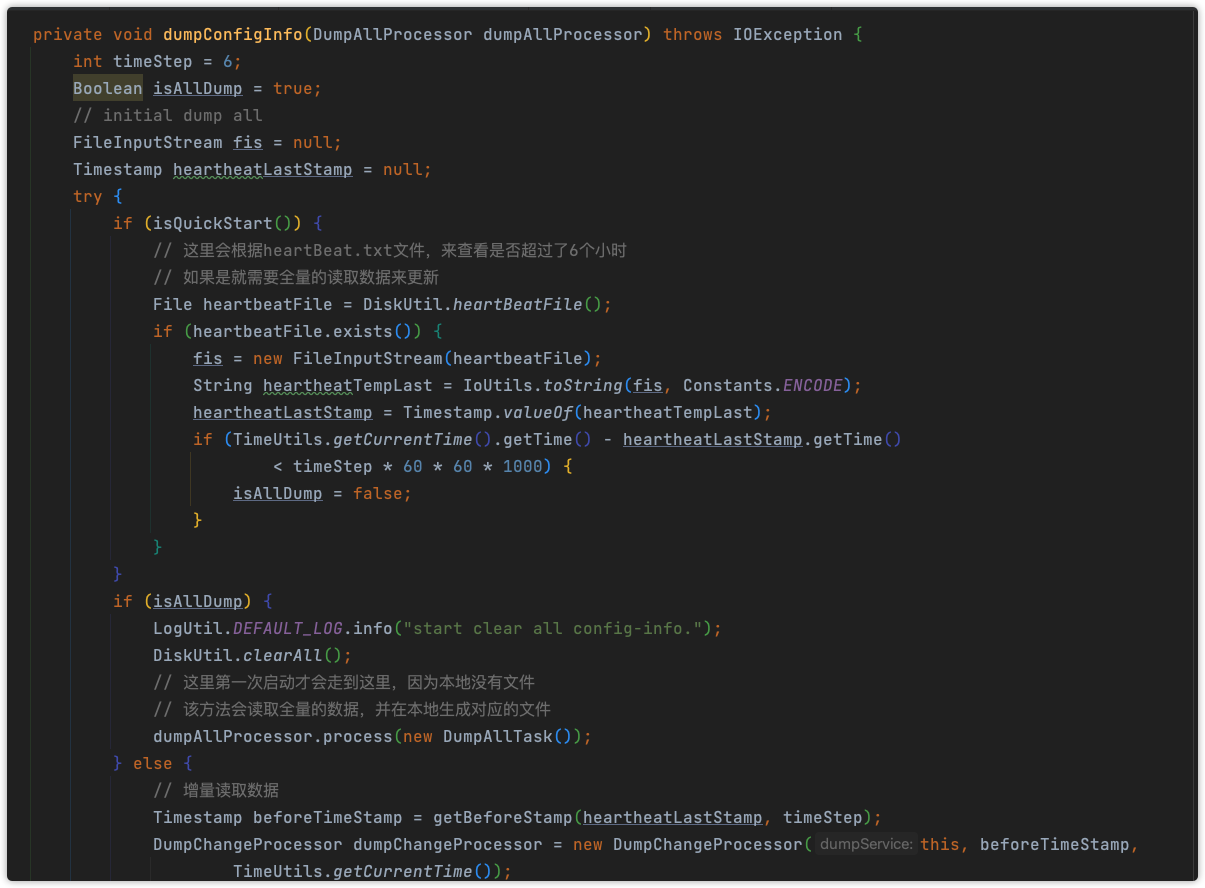 private void dumpConfigInfo(DumpAllProcessor dumpAllProcessor) throws IOException {
    int timeStep = 6;
    Boolean isAllDump = true;
    // initial dump all
    FileInputStream fis = null;
    Timestamp heartheatLastStamp = null;
    try {
        if (isQuickStart()) {
            // 这里会根据heartBeat.txt文件，来查看是否超过了6个小时
            // 如果是就需要全量的读取数据来更新
            File heartbeatFile = DiskUtil.heartBeatFile();
            if (heartbeatFile.exists()) {
                fis = new FileInputStream(heartbeatFile);
                String heartheatTempLast = IoUtils.toString(fis, Constants.ENCODE);
                heartheatLastStamp = Timestamp.valueOf(heartheatTempLast);
                if (TimeUtils.getCurrentTime().getTime() - heartheatLastStamp.getTime()
                        < timeStep * 60 * 60 * 1000) {
                    isAllDump = false;
                }
            }
        }
        if (isAllDump) {
            LogUtil.DEFAULT_LOG.info("start clear all config-info.");
            DiskUtil.clearAll();
            // 这里第一次启动才会走到这里，因为本地没有文件
            // 该方法会读取全量的数据，并在本地生成对应的文件
            dumpAllProcessor.process(new DumpAllTask());
        } else {
            // 增量读取数据
            Timestamp beforeTimeStamp = getBeforeStamp(heartheatLastStamp, timeStep);
            DumpChangeProcessor dumpChangeProcessor = new DumpChangeProcessor( dumpService: this, beforeTimeStamp,
                    TimeUtils.getCurrentTime());